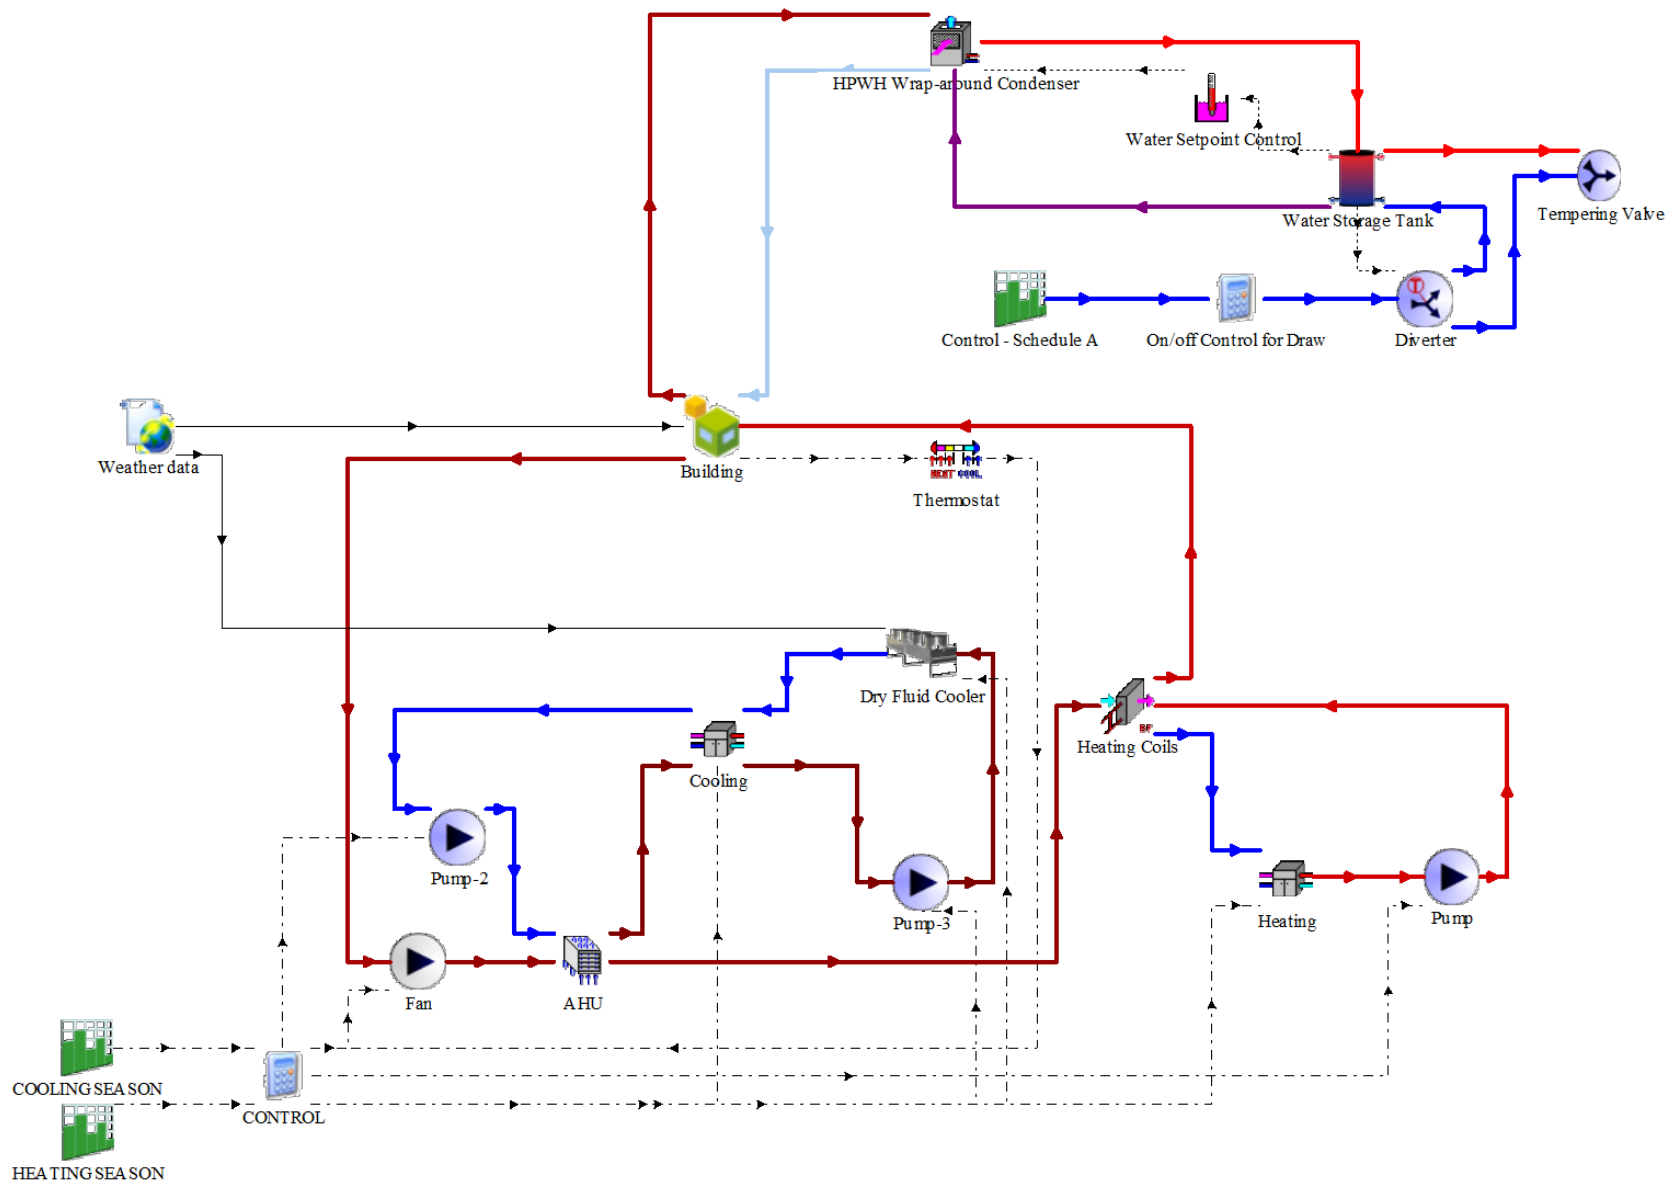 HPWH Wrap-around Condenser
Water Setpoint Control
Water Storage Tank
Tempering Valve
Control - Schedule A
On/off Control for Draw
Diverter
Weather data
Building
HEAT COOL
Thermostat
Dry Fluid Cooler
Heating Coils
Cooling
Pump-2
Pump-3
Heating
Pump
Fan
AHU
COOLING SEASON
CONTROL
HEATING SEASON